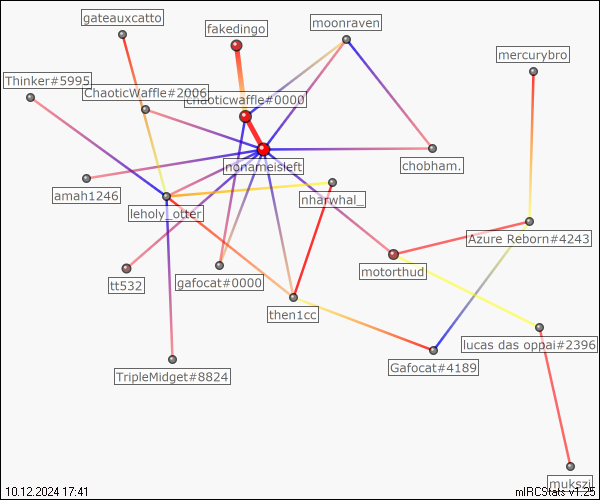 gateauxcatto
moonraven
fakedingo
mercurybro
Thinker#5995
ChaoticWaffle#2006
chaoticwaffle#0000
nonameisleft
chobham.
amah1246
nharwhal_
leholy_otter
Azure Reborn#4243
motorthud
tt532
gafocat#0000
then1cc
lucas das oppai#2396
Gafocat#4189
TripleMidget#8824
mukszi
10.12.2024 17:41
mIRCStats v1.25